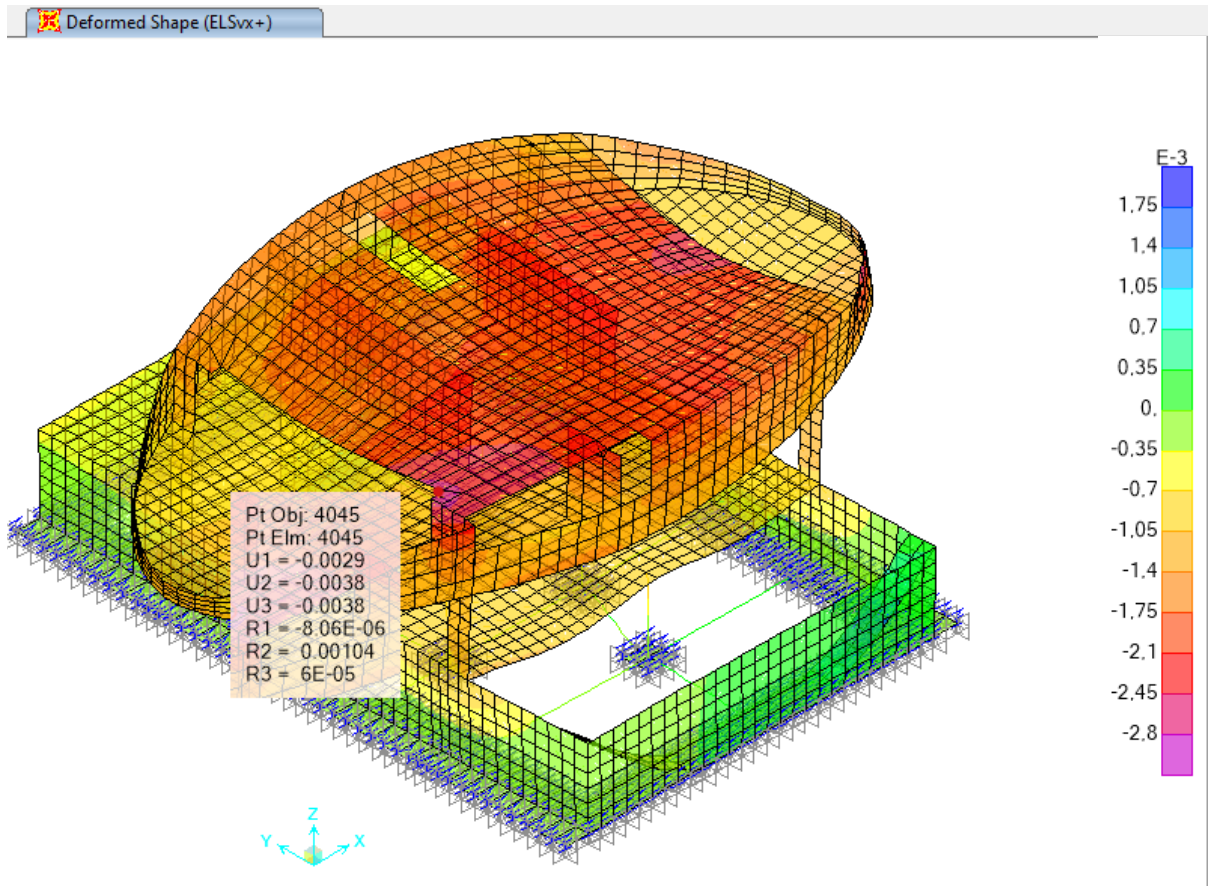 Deformed Shape (ELSvx+)
E-3
1.75
1.4
1.05
0.7
0.35
0.
-0.35
-0.7
-1.05
-1.4
-1.75
-2.1
-2.45
-2.8
Pt Obj: 4045
Pt Elm: 4045
U1 = -0.0029
U2 = -0.0038
U3 = -0.0038
R1 = -8.06E-06
R2 = 0.00104
R3 = 6E-05
Z
Y
X